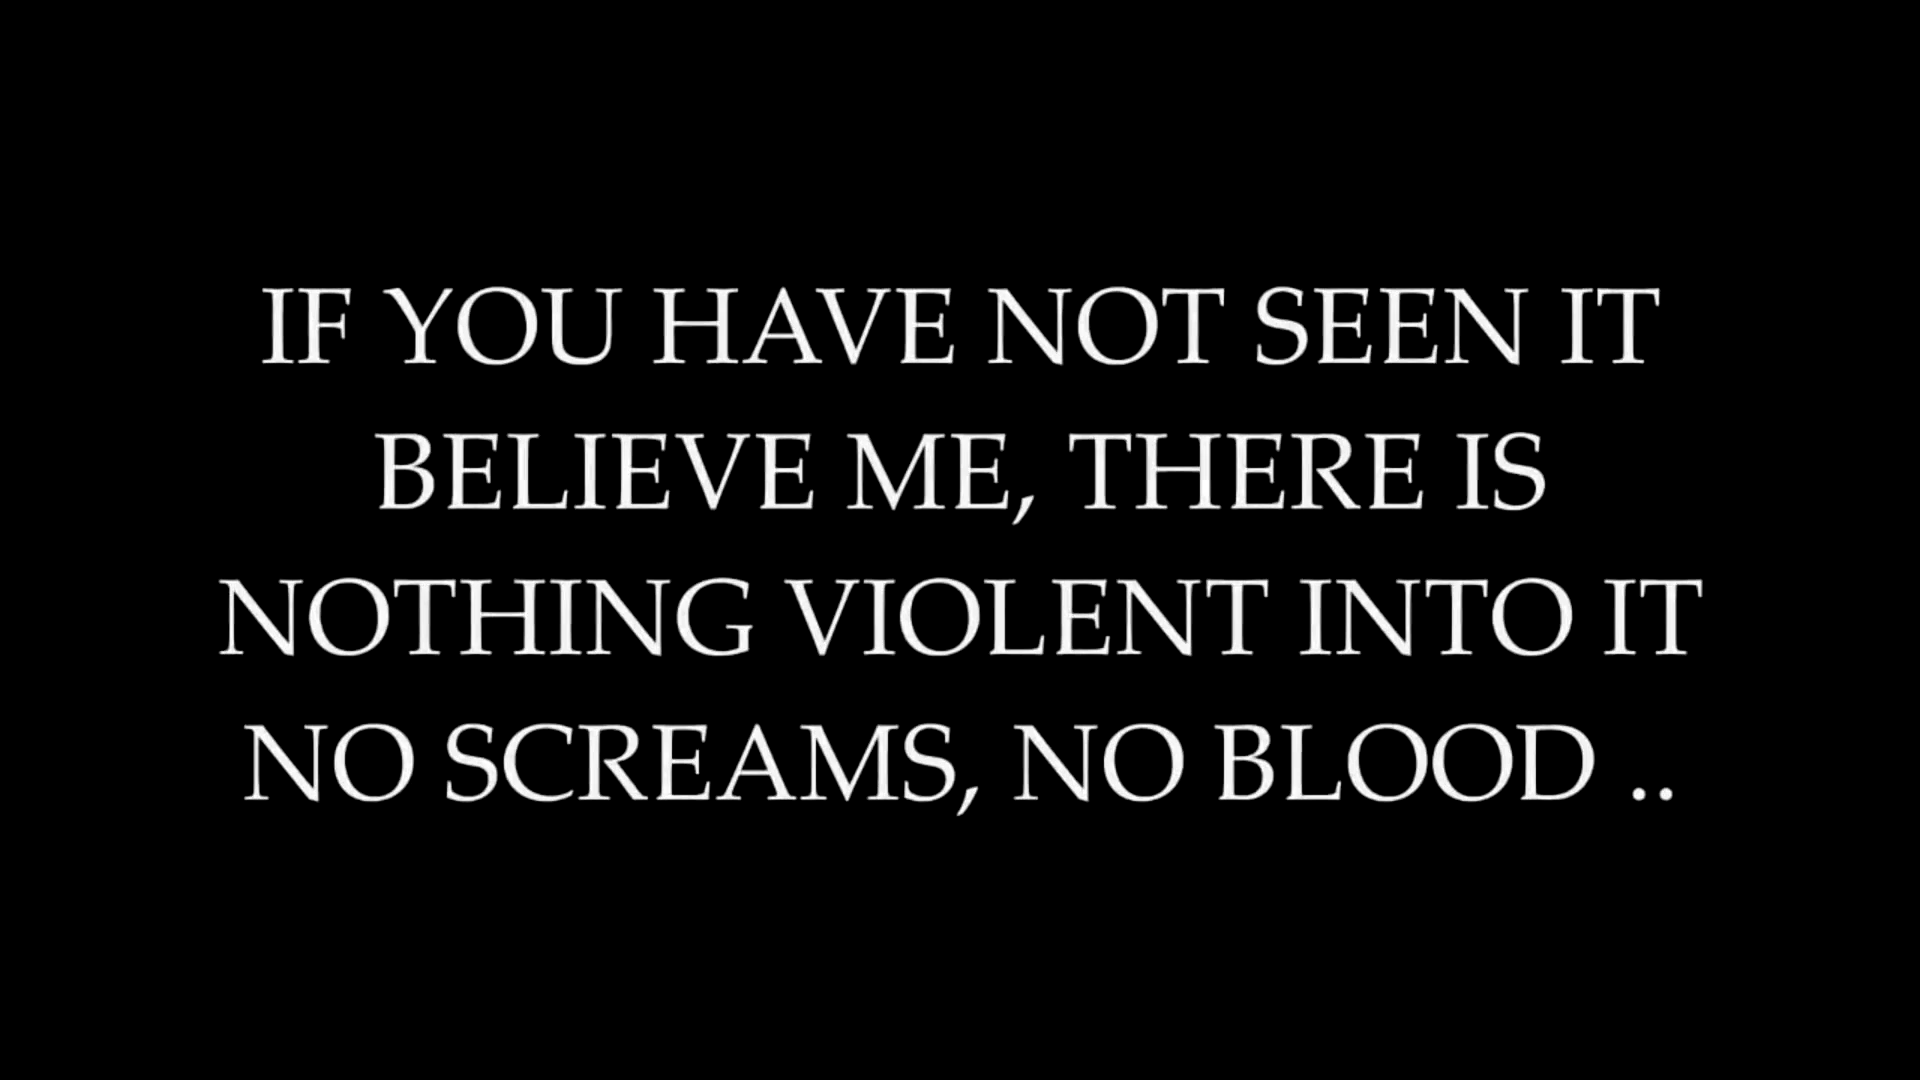 IF YOU HAVE NOT SEEN IT
BELIEVE ME, THERE IS
NOTHING VIOLENT INTO IT
NO SCREAMS, NO BLOOD ..